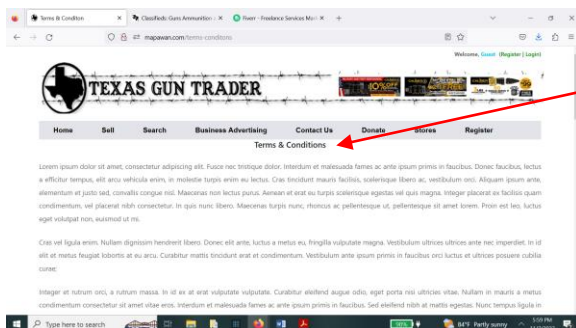 Terms & Condition
Classifieds: Guns Ammunition
Fiverr - Freelance Services Mark
mapawan.com/terms-conditons
Welcome, Guest (Register | Login)
TEXAS GUN TRADER
Home Sell Search Business Advertising Contact Us Donate Stores Register
Terms & Conditions
Lorem ipsum dolor sit amet, consectetur adipiscing elit. Fusce nec tristique dolor. Interdum et malesuada fames ac ante ipsum primis in faucibus. Donec faucibus, lectus
a efficitur tempus, elit arcu vehicula enim, in molestie turpis enim eu lectus. Cras tincidunt mauris facilisis, scelerisque libero ac, vestibulum orci. Aliquam ipsum ante,
elementum et justo sed, convallis congue nisl. Maecenas non lectus purus. Aenean et erat eu turpis scelerisque egestas vel quis magna. Integer placerat ex facilisis quam
condimentum, vel placerat nibh consectetur. In quis nunc libero. Maecenas turpis nunc, rhoncus ac pellentesque ut, pellentesque sit amet lorem. Proin est leo, luctus
eget volutpat non, euismod ut mi.
Cras vel ligula enim. Nullam dignissim hendrerit libero. Donec elit ante, luctus a metus eu, fringilla vulputate magna. Vestibulum ultrices ultrices ante nec imperdiet. In id
elit et metus feugiat lobortis at eu arcu. Curabitur mattis tincidunt erat et condimentum. Vestibulum ante ipsum primis in faucibus orci luctus et ultrices posuere cubilia
curae;
Integer et rutrum orci, a rutrum massa. In id ex at erat vulputate vulputate. Curabitur eleifend augue odio, eget porta nisi ultricies vitae. Nullam in mauris a metus
condimentum consectetur sit amet vitae eros. Interdum et malesuada fames ac ante ipsum primis in faucibus. Sed eleifend nibh at mattis egestas. Nunc tempus ligula in
Type here to search
84°F Partly sunny
5:59 PM